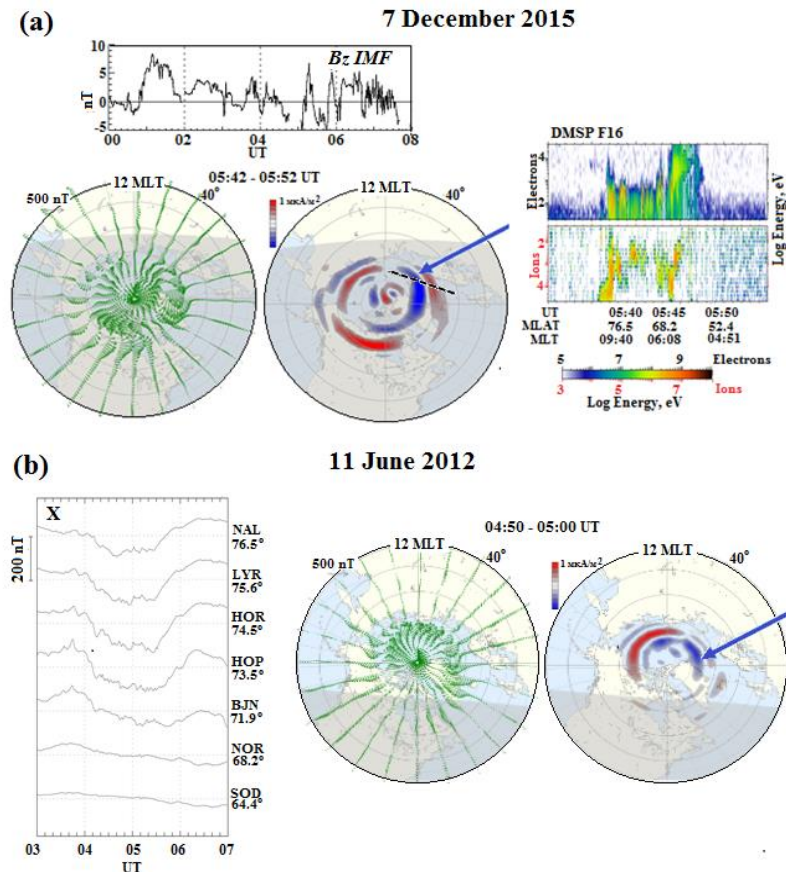 7 December 2015
(a)
Bz IMF
10
5
nT
0
-5
00 02 04 06 08
UT
05:42 - 05:52 UT
500 nT
12 MLT
40°
1 мкА/м²
12 MLT
40°
DMSP F16
Electrons
4
2
Ions
2
4
Log Energy, eV
UT 05:40 05:45 05:50
MLAT 76.5 68.2 52.4
MLT 09:40 06:08 04:51
5 7 9 Electrons
3 5 7 Ions
Log Energy, eV
(b)
11 June 2012
X
200 nT
NAL
76.5°
LYR
75.6°
HOR
74.5°
HOP
73.5°
BJN
71.9°
NOR
68.2°
SOD
64.4°
03 04 05 06 07
UT
04:50 - 05:00 UT
500 nT
12 MLT
40°
1 мкА/м²
12 MLT
40°